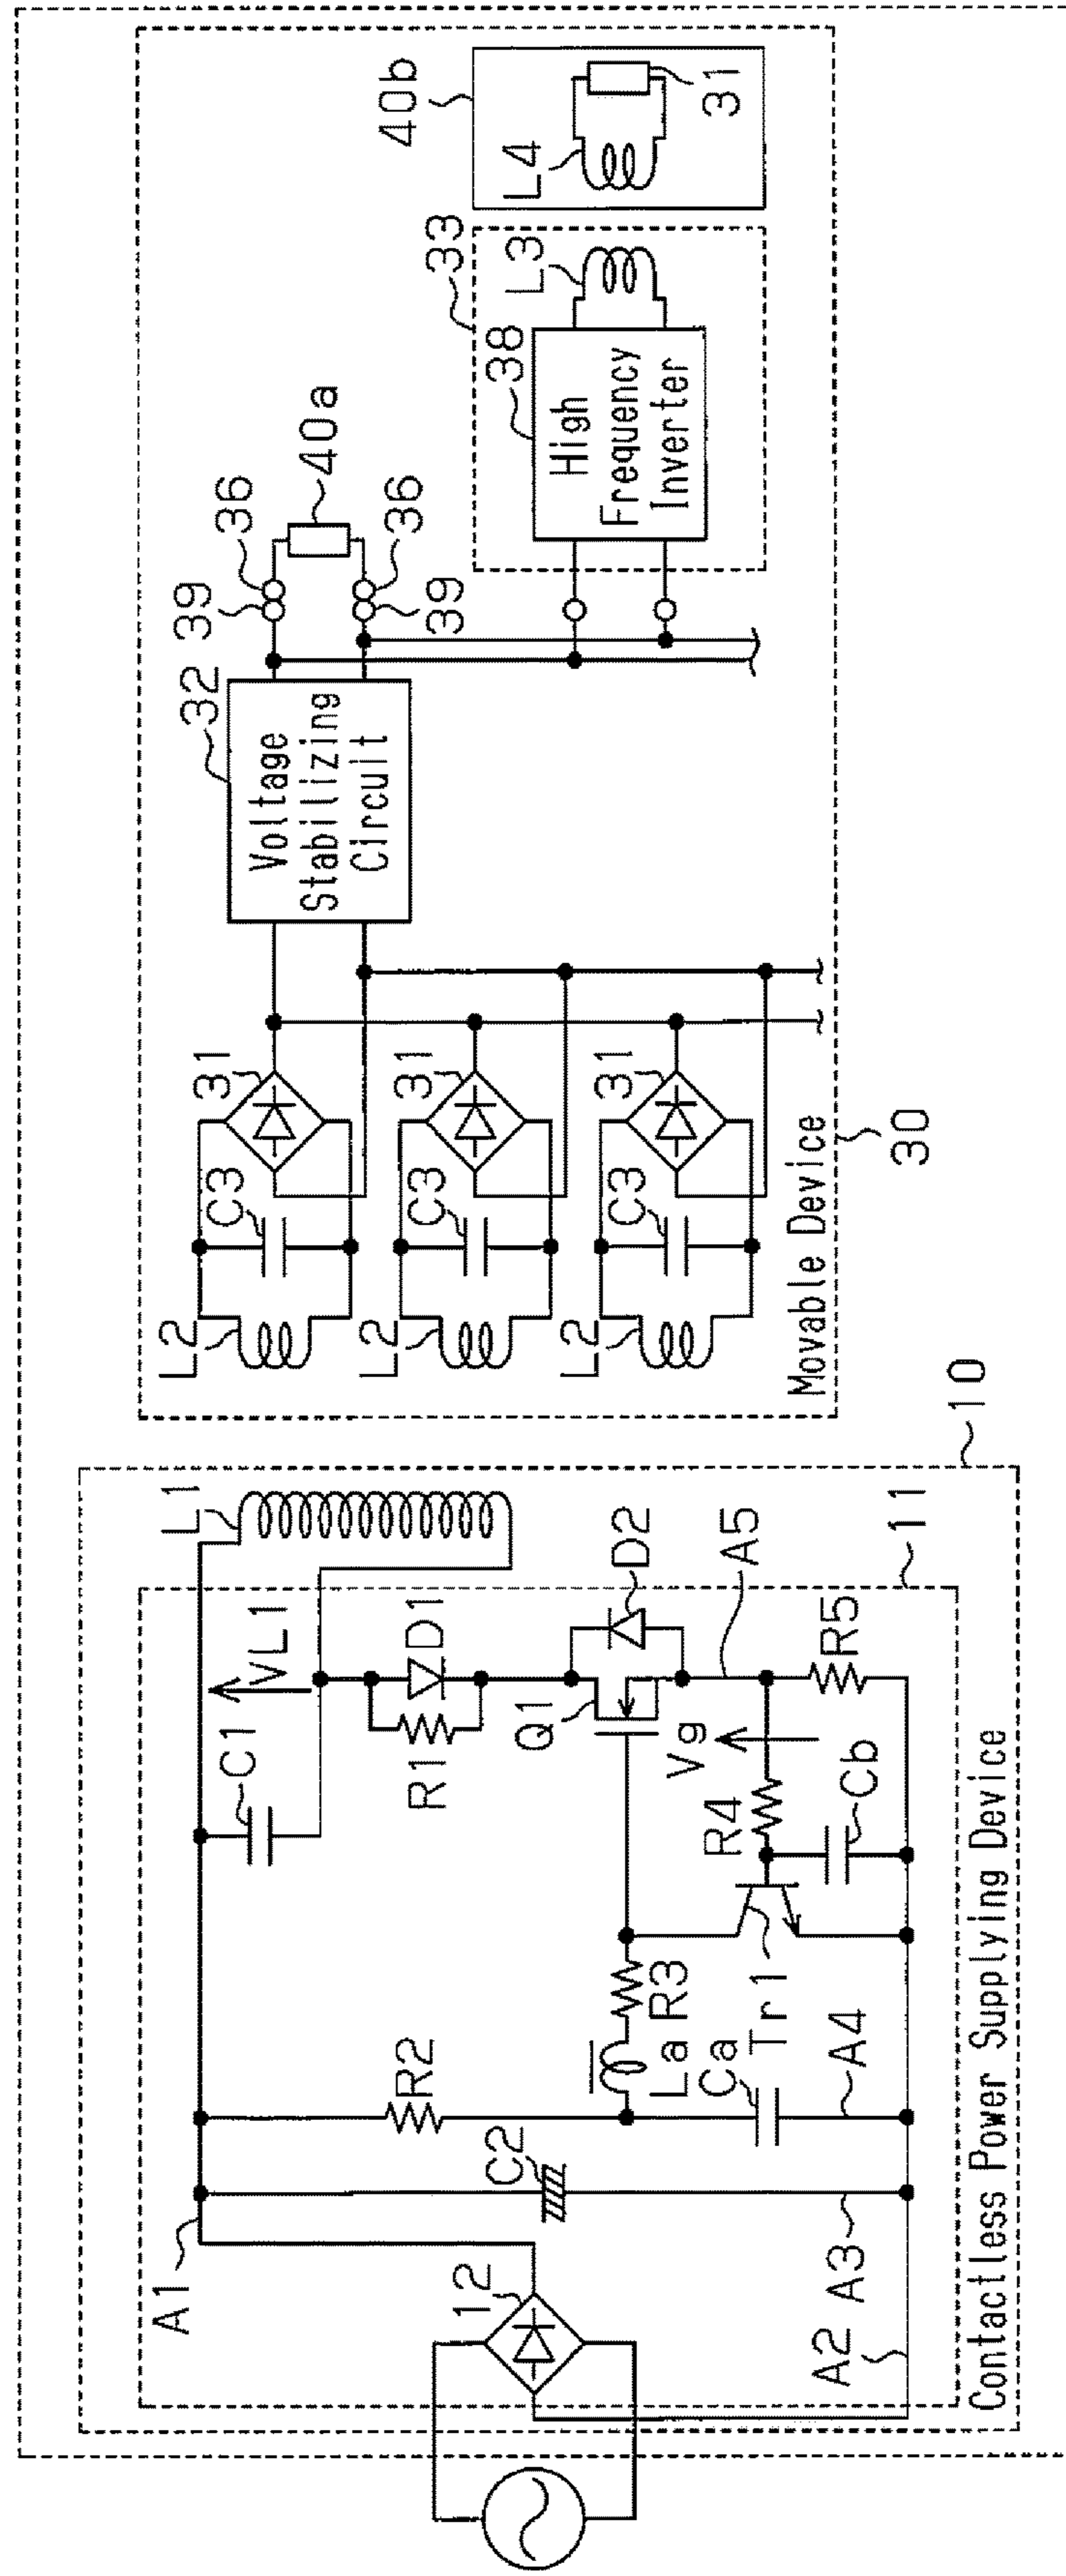 A1
12
C2
A3
A2
R2
La
Ca
A4
R3
Tr1
C1
VL1
L1
R1
D1
Q1
D2
Vg
R4
Cb
A5
R5
11
10
Contactless Power Supplying Device
L2
C3
31
L2
C3
31
L2
C3
31
Movable Device
30
32
Voltage
Stabilizing
Circuit
39
36
40a
39
36
33
38
High
Frequency
Inverter
L3
40b
L4
31